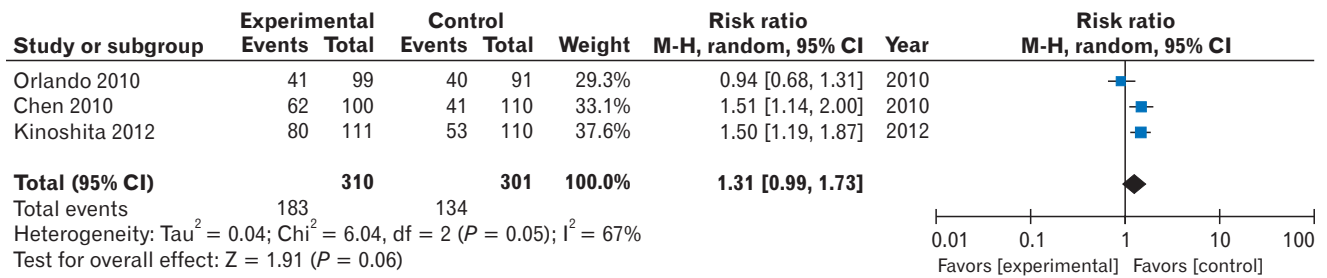 Experimental Control Risk ratio Risk ratio
Study or subgroup Events Total Events Total Weight M-H, random, 95% CI Year M-H, random, 95% CI
Orlando 2010 41 99 40 91 29.3% 0.94 [0.68, 1.31] 2010
Chen 2010 62 100 41 110 33.1% 1.51 [1.14, 2.00] 2010
Kinoshita 2012 80 111 53 110 37.6% 1.50 [1.19, 1.87] 2012
Total (95% CI) 310 301 100.0% 1.31 [0.99, 1.73]
Total events 183 134
Heterogeneity: Tau² = 0.04; Chi² = 6.04, df = 2 (P = 0.05); I² = 67%
Test for overall effect: Z = 1.91 (P = 0.06)
0.01 0.1 1 10 100
Favors [experimental] Favors [control]